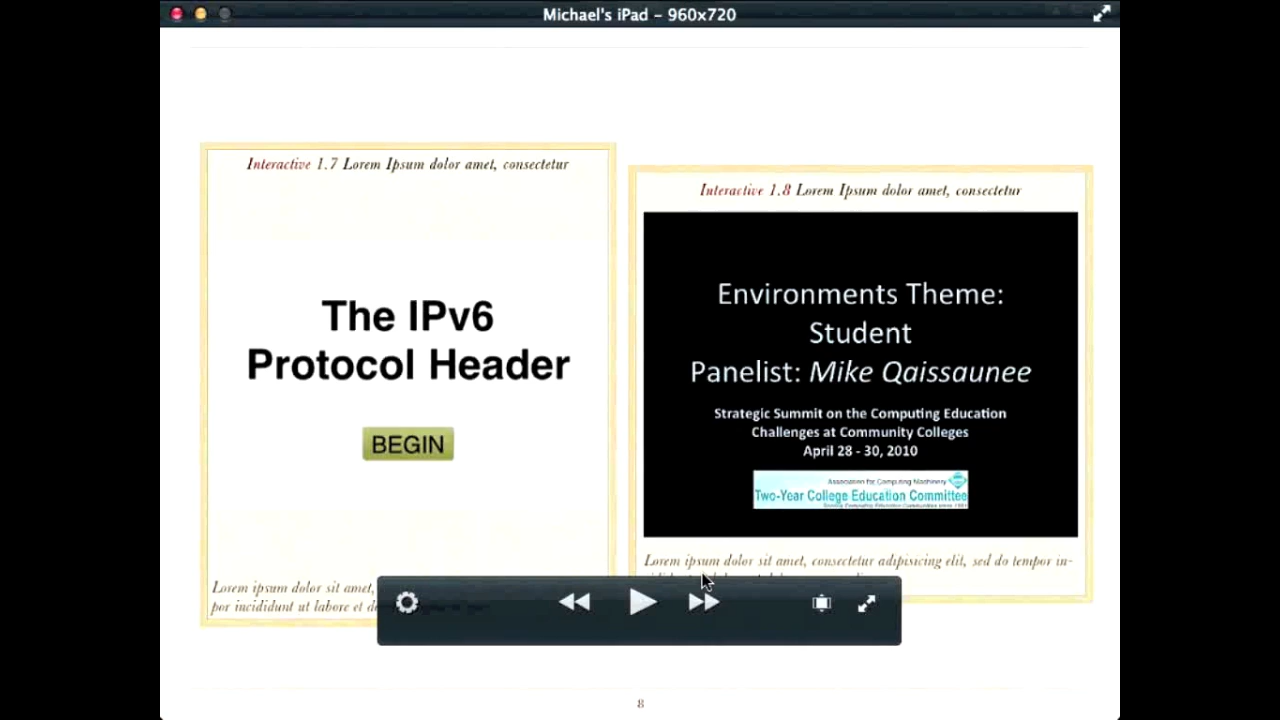 Michael's iPad – 960x720
Interactive 1.7 Lorem Ipsum dolor amet, consectetur
The IPv6
Protocol Header
BEGIN
Lorem ipsum dolor sit amet,
por incididunt ut labore et
Interactive 1.8 Lorem Ipsum dolor amet, consectetur
Environments Theme:
Student
Panelist: Mike Qaissaunee
Strategic Summit on the Computing Education
Challenges at Community Colleges
April 28 - 30, 2010
Association for Computing Machinery
Two-Year College Education Committee
Lorem ipsum dolor sit amet, consectetur adipisicing elit, sed do tempor in-
8